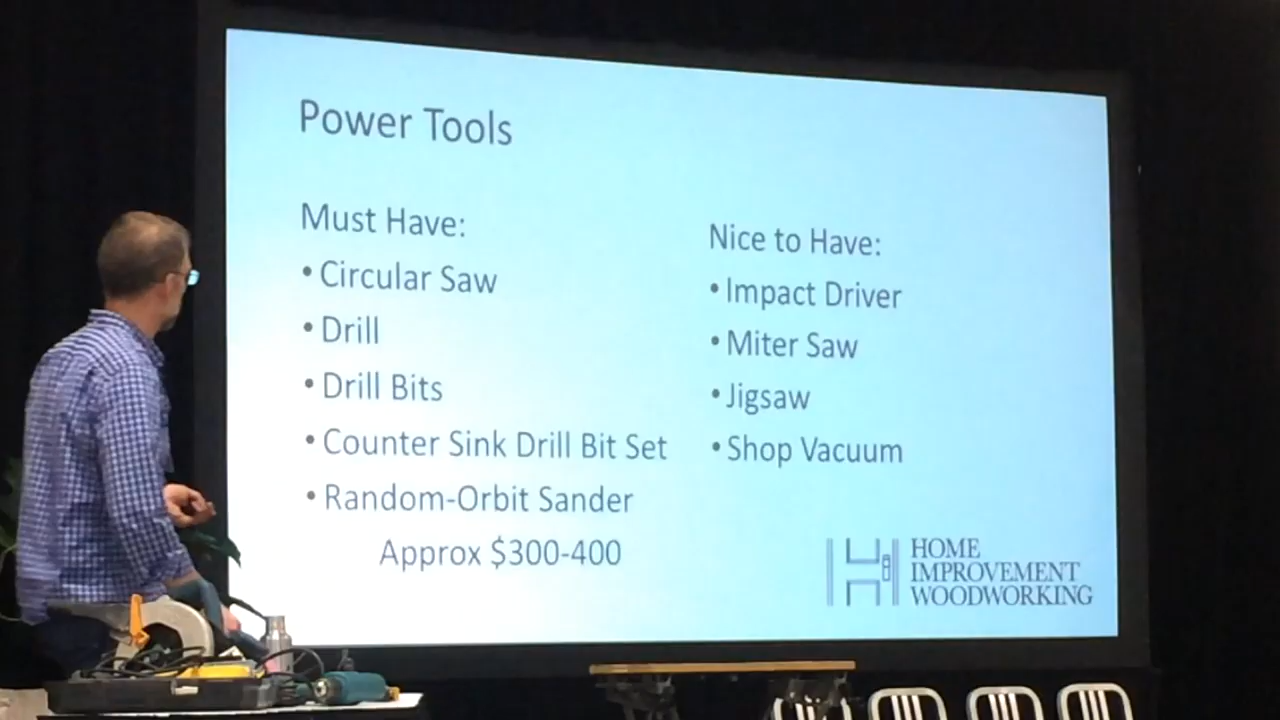 Power Tools
Must Have:
• Circular Saw
• Drill
• Drill Bits
• Counter Sink Drill Bit Set
• Random-Orbit Sander
Approx $300-400
Nice to Have:
• Impact Driver
• Miter Saw
• Jigsaw
• Shop Vacuum
HOME
IMPROVEMENT
WOODWORKING